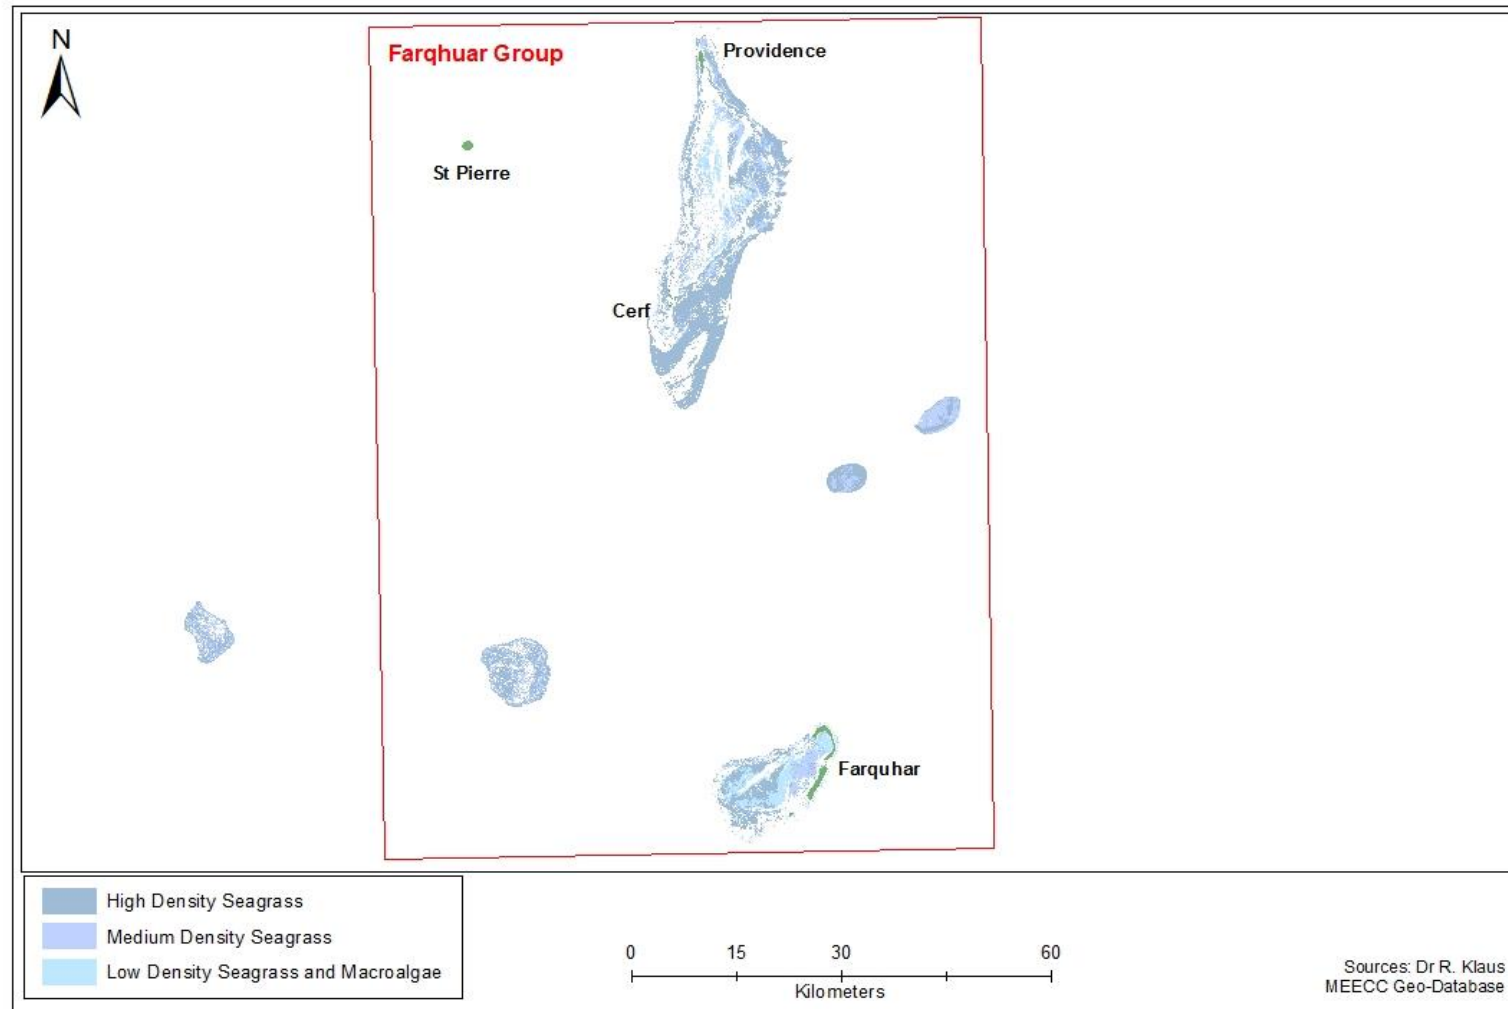 N
Farqhuar Group
Providence
St Pierre
Cerf
Farquhar
High Density Seagrass
Medium Density Seagrass
Low Density Seagrass and Macroalgae
0 15 30 60
Kilometers
Sources: Dr R. Klaus
MEECC Geo-Database